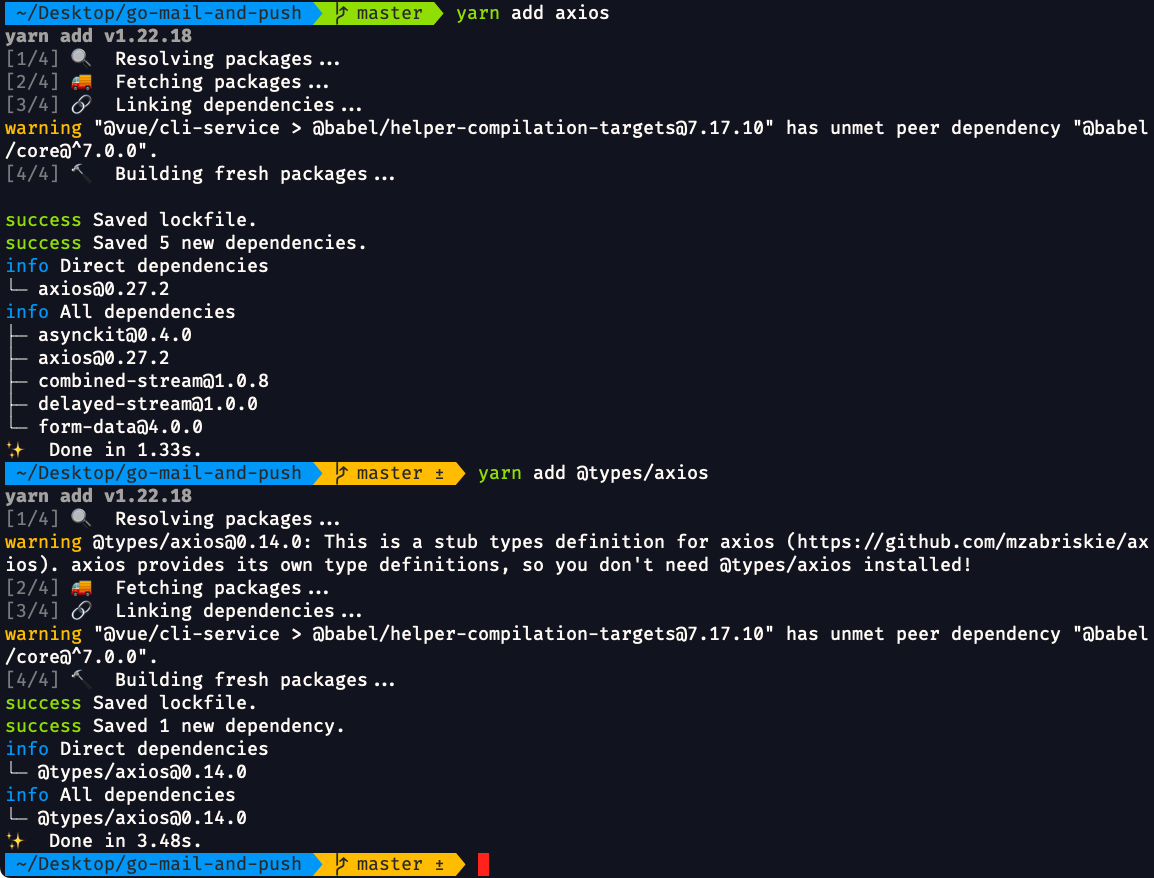 ~/Desktop/go-mail-and-push master yarn add axios
yarn add v1.22.18
[1/4] 🔍 Resolving packages...
[2/4] 🚚 Fetching packages...
[3/4] 🔗 Linking dependencies...
warning "@vue/cli-service > @babel/helper-compilation-targets@7.17.10" has unmet peer dependency "@babel
/core@^7.0.0".
[4/4] 🔨 Building fresh packages...
success Saved lockfile.
success Saved 5 new dependencies.
info Direct dependencies
└─ axios@0.27.2
info All dependencies
├─ asynckit@0.4.0
├─ axios@0.27.2
├─ combined-stream@1.0.8
├─ delayed-stream@1.0.0
└─ form-data@4.0.0
✨ Done in 1.33s.
~/Desktop/go-mail-and-push master ± yarn add @types/axios
yarn add v1.22.18
[1/4] 🔍 Resolving packages...
warning @types/axios@0.14.0: This is a stub types definition for axios (https://github.com/mzabriskie/ax
ios). axios provides its own type definitions, so you don't need @types/axios installed!
[2/4] 🚚 Fetching packages...
[3/4] 🔗 Linking dependencies...
warning "@vue/cli-service > @babel/helper-compilation-targets@7.17.10" has unmet peer dependency "@babel
/core@^7.0.0".
[4/4] 🔨 Building fresh packages...
success Saved lockfile.
success Saved 1 new dependency.
info Direct dependencies
└─ @types/axios@0.14.0
info All dependencies
└─ @types/axios@0.14.0
✨ Done in 3.48s.
~/Desktop/go-mail-and-push master ±